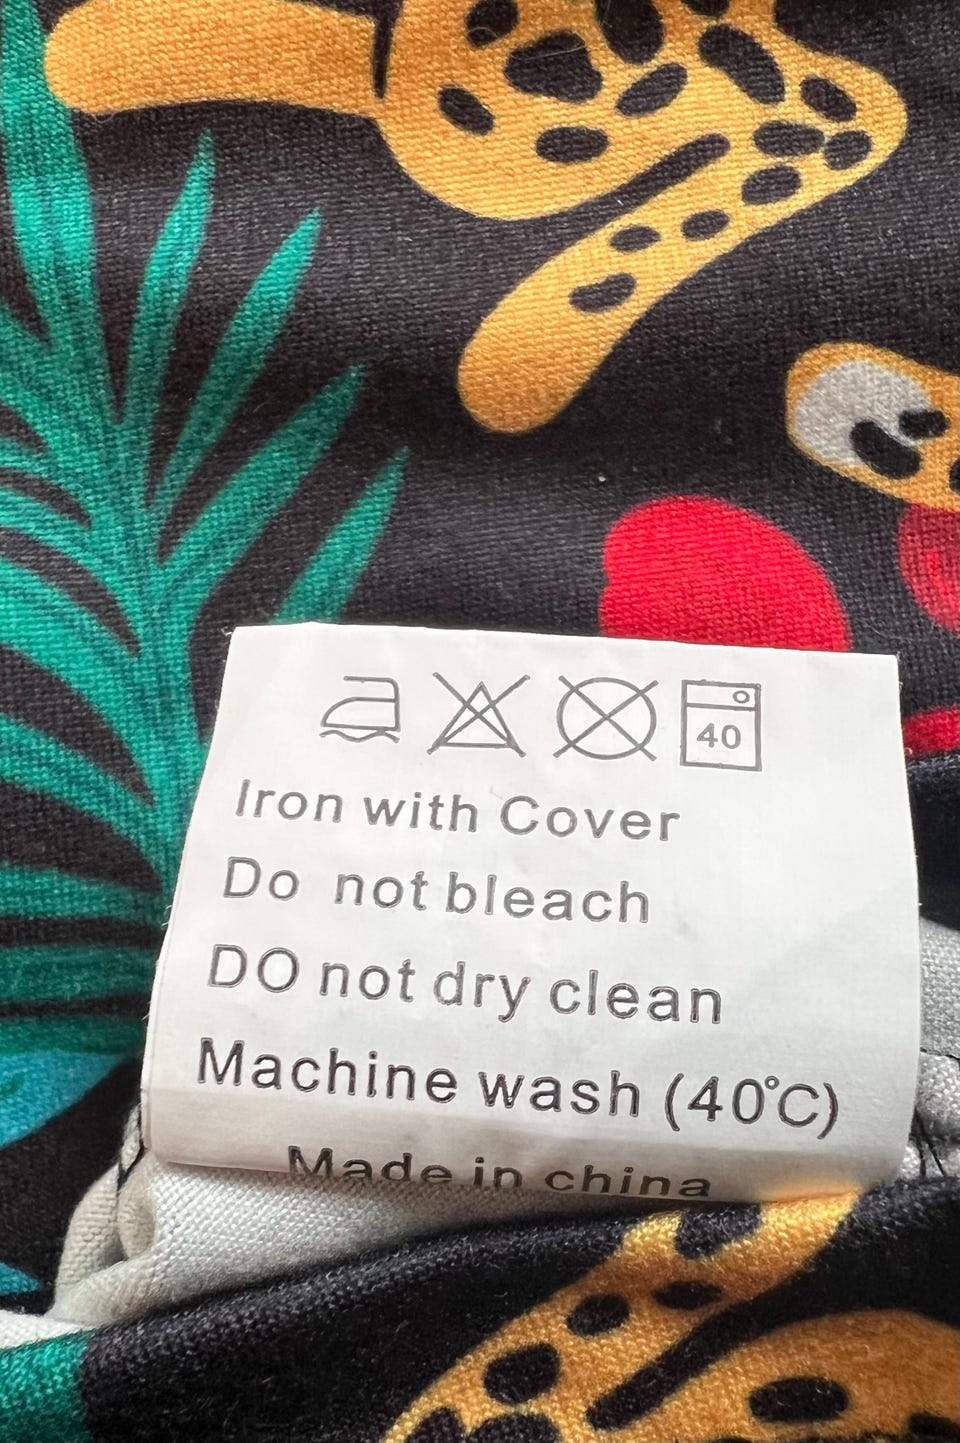 40
Iron with Cover
Do not bleach
DO not dry clean
Machine wash (40°C)
Made in china